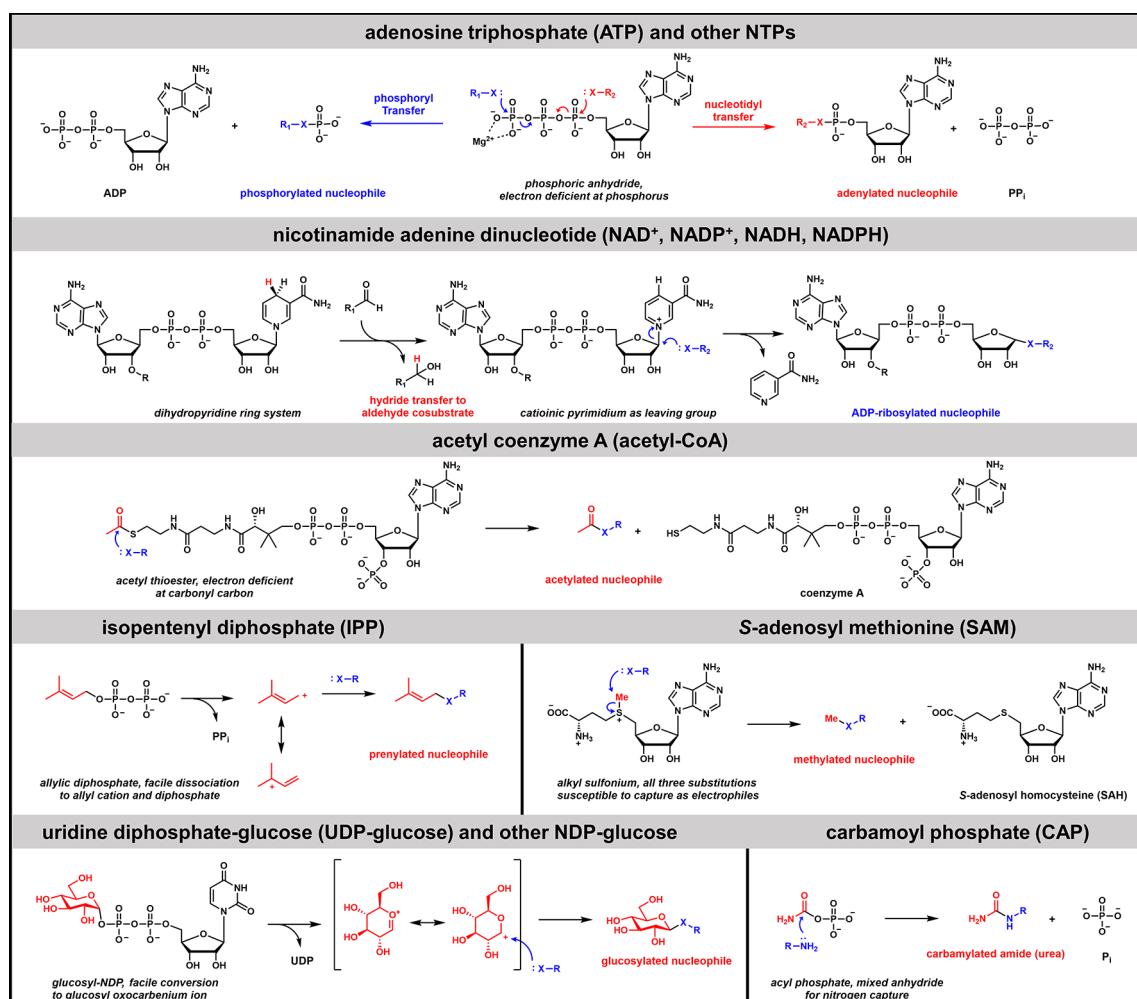 adenosine triphosphate (ATP) and other NTPs
phosphoryl
Transfer
nucleotidyl
transfer
ADP
phosphorylated nucleophile
phosphoric anhydride,
electron deficient at phosphorus
adenylated nucleophile
PPi
nicotinamide adenine dinucleotide (NAD⁺, NADP⁺, NADH, NADPH)
dihydropyridine ring system
hydride transfer to
aldehyde cosubstrate
catioinic pyrimidium as leaving group
ADP-ribosylated nucleophile
acetyl coenzyme A (acetyl-CoA)
acetyl thioester, electron deficient
at carbonyl carbon
acetylated nucleophile
coenzyme A
isopentenyl diphosphate (IPP)
PPi
:X–R
prenylated nucleophile
allylic diphosphate, facile dissociation
to allyl cation and diphosphate
S-adenosyl methionine (SAM)
:X–R
methylated nucleophile
alkyl sulfonium, all three substitutions
susceptible to capture as electrophiles
S-adenosyl homocysteine (SAH)
uridine diphosphate-glucose (UDP-glucose) and other NDP-glucose
UDP
:X–R
glucosylated nucleophile
glucosyl-NDP, facile conversion
to glucosyl oxocarbenium ion
carbamoyl phosphate (CAP)
carbamylated amide (urea)
Pi
acyl phosphate, mixed anhydride
for nitrogen capture